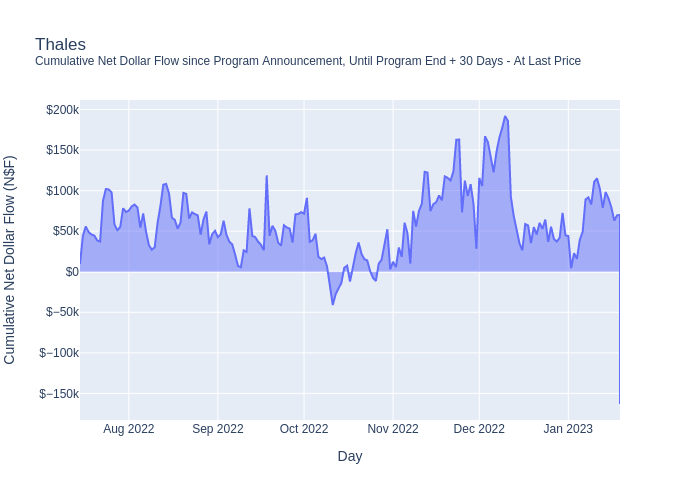 Thales
Cumulative Net Dollar Flow since Program Announcement, Until Program End + 30 Days - At Last Price
Cumulative Net Dollar Flow (N$F)
$200k
$150k
$100k
$50k
$0
$−50k
$−100k
$−150k
Aug 2022
Sep 2022
Oct 2022
Nov 2022
Dec 2022
Jan 2023
Day